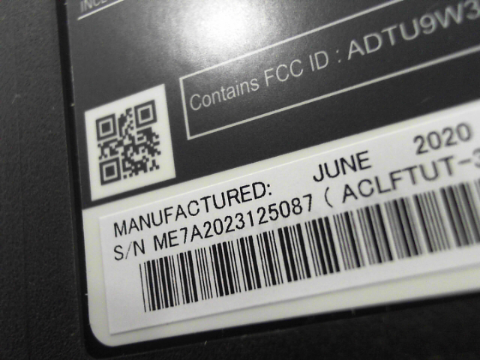 Contains FCC ID : ADTU9W3
MANUFACTURED: JUNE 2020
S/N ME7A2023125087 ( ACLFTUT-3